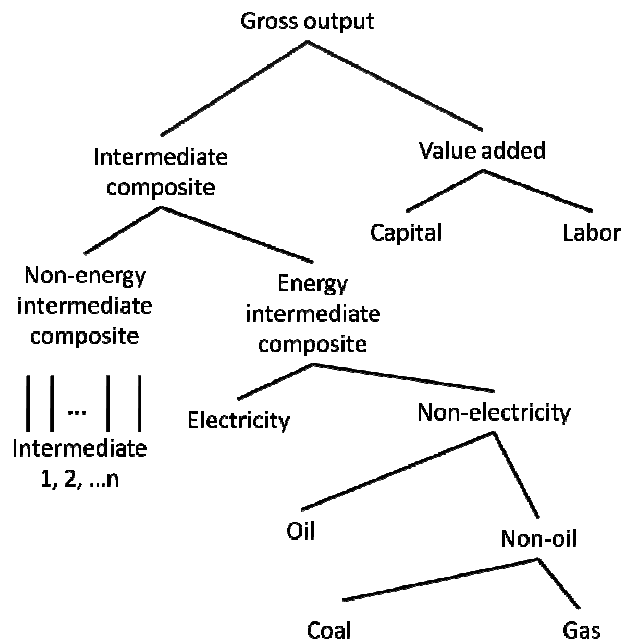 Gross output
Intermediate
composite
Value added
Capital
Labor
Non-energy
intermediate
composite
Energy
intermediate
composite
...
Intermediate
1, 2, ...n
Electricity
Non-electricity
Oil
Non-oil
Coal
Gas